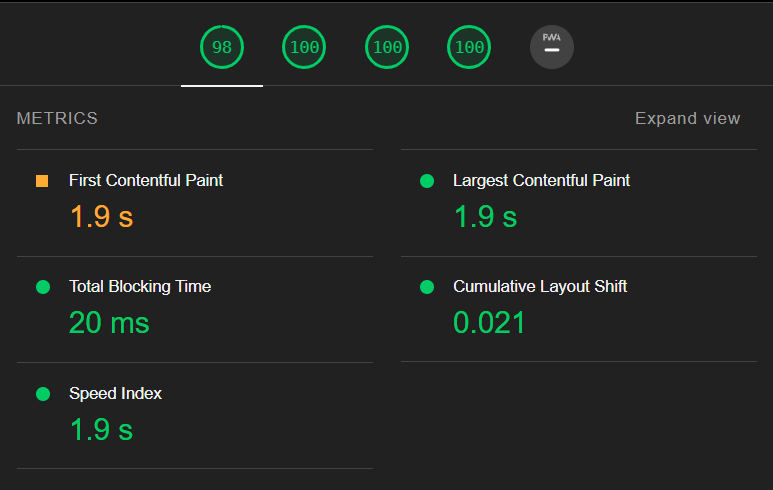 98 100 100 100 PWA
METRICS Expand view
First Contentful Paint Largest Contentful Paint
1.9 s 1.9 s
Total Blocking Time Cumulative Layout Shift
20 ms 0.021
Speed Index
1.9 s